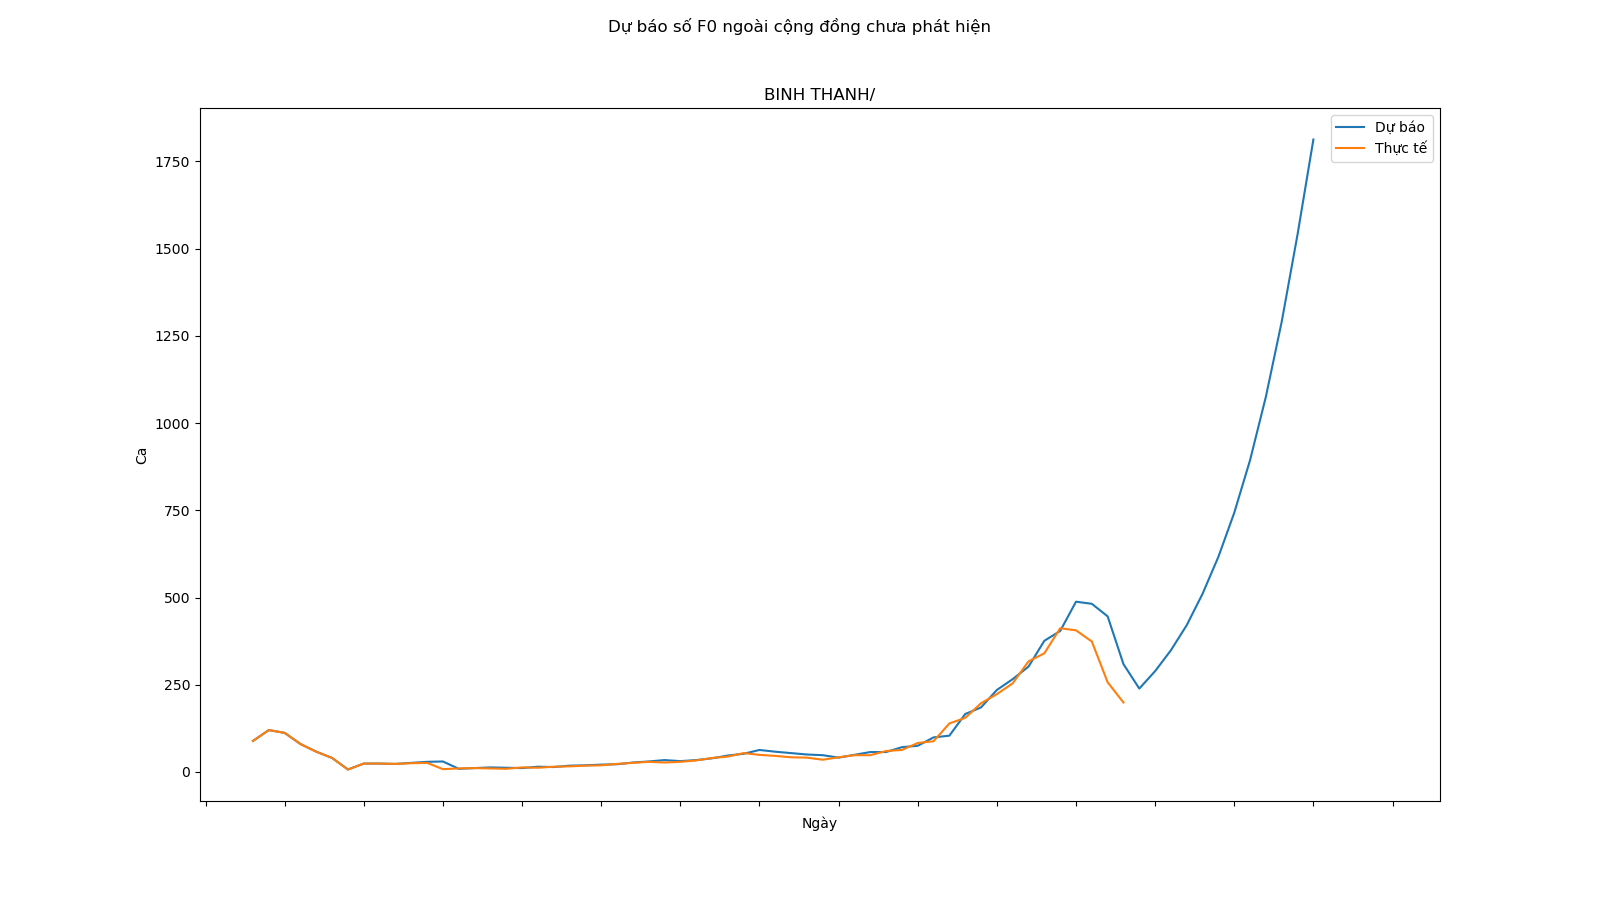 Dự báo số F0 ngoài cộng đồng chưa phát hiện
BINH THANH/
Dự báo
Thực tế
1750
1500
1250
1000
750
500
250
0
Ca
Ngày